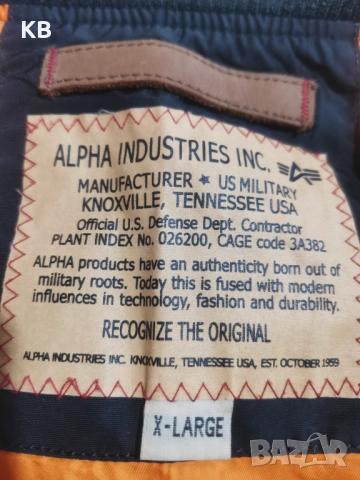 KB
ALPHA INDUSTRIES INC.
MANUFACTURER ★ US MILITARY
KNOXVILLE, TENNESSEE USA
Official U.S. Defense Dept. Contractor
PLANT INDEX No. 026200, CAGE code 3A382
ALPHA products have an authenticity born out of
military roots. Today this is fused with modern
influences in technology, fashion and durability.
RECOGNIZE THE ORIGINAL
ALPHA INDUSTRIES INC. KNOXVILLE, TENNESSEE USA, EST. OCTOBER 1959
X-LARGE
BAZAR